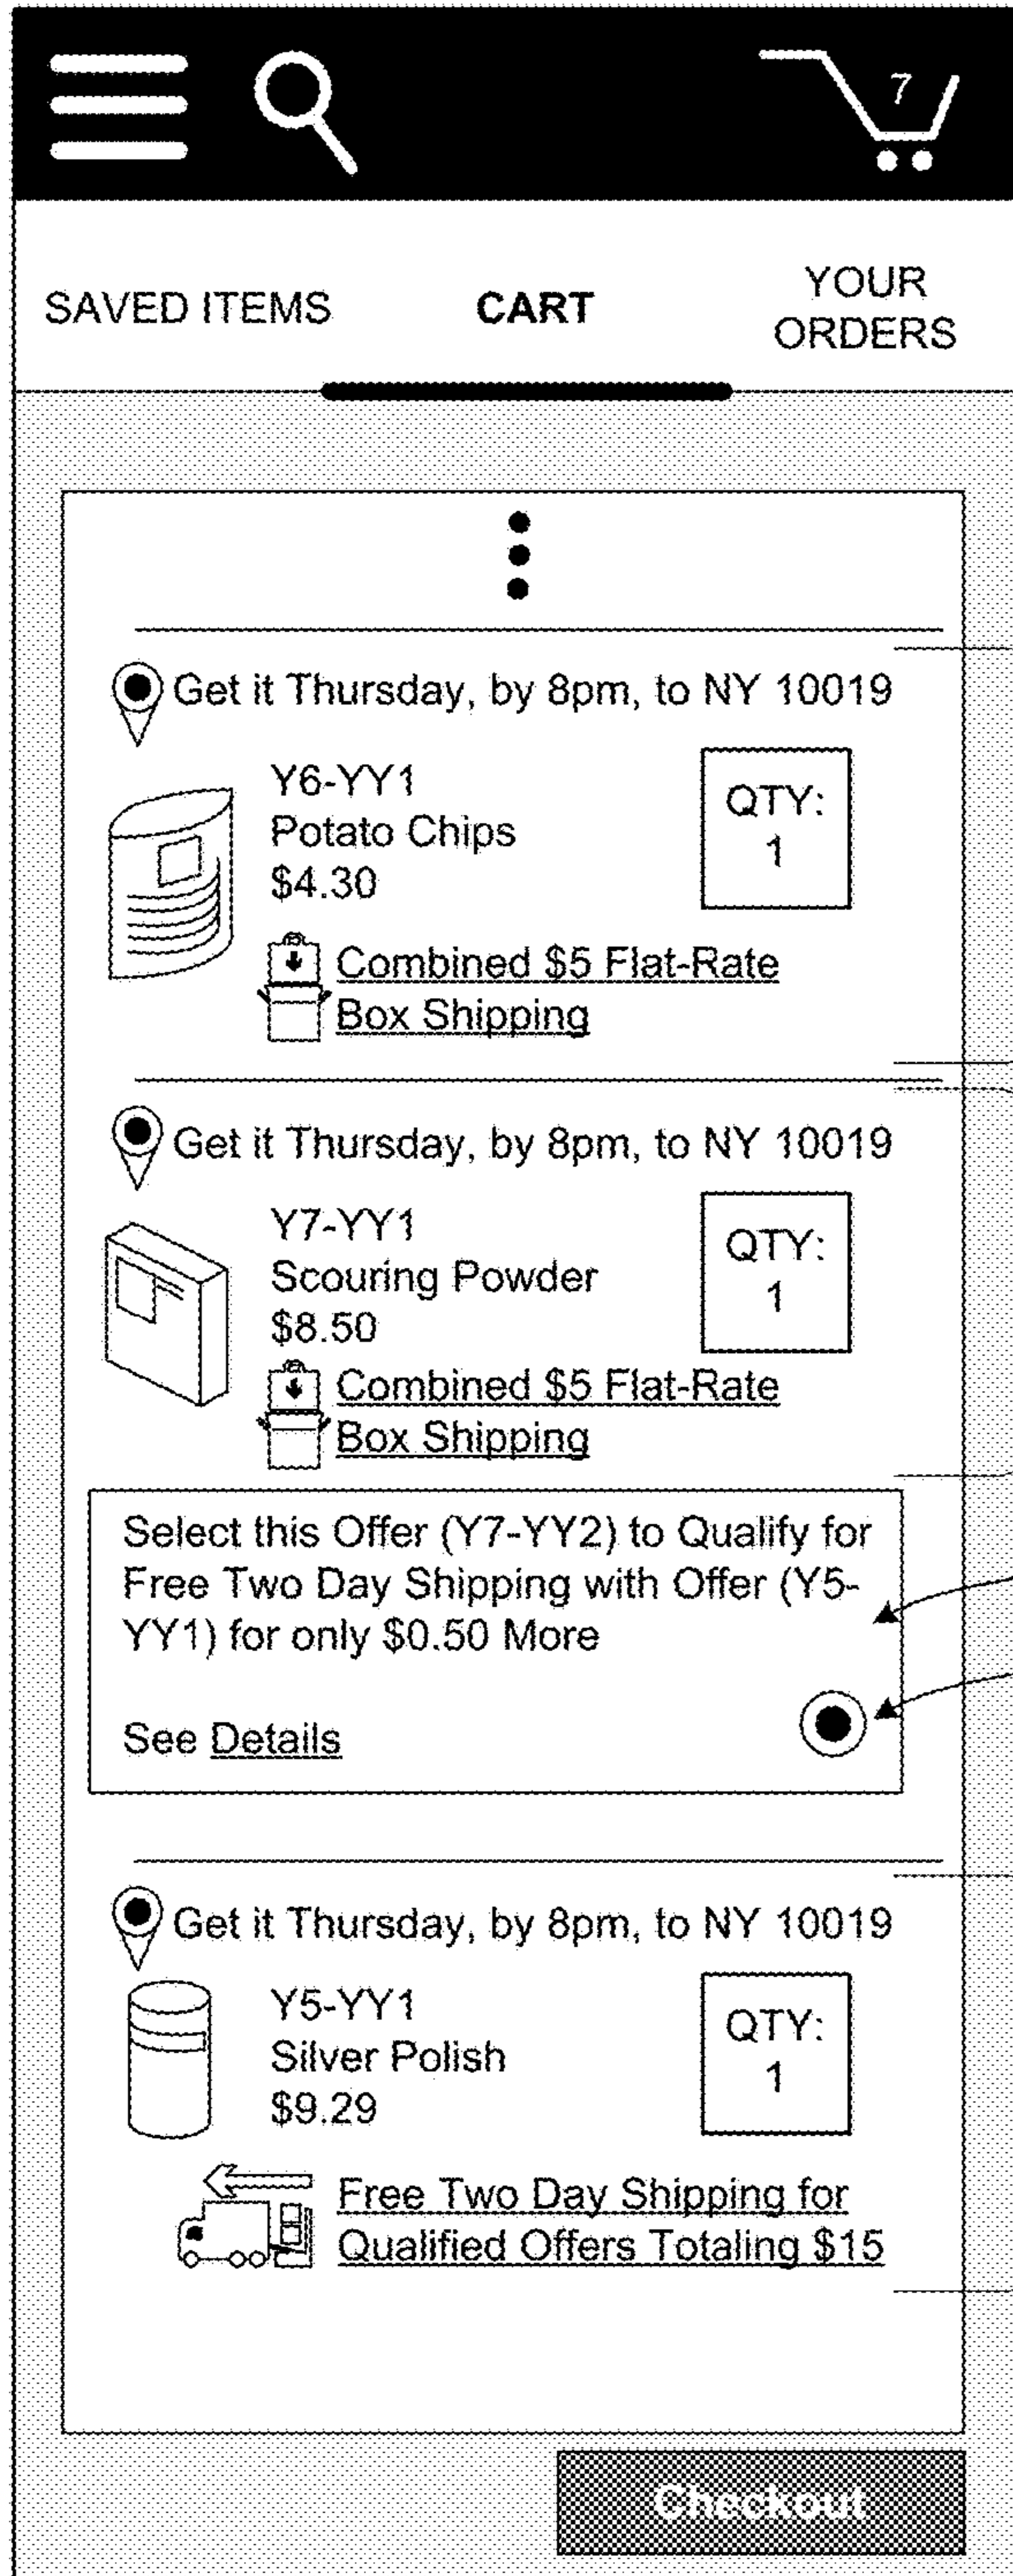 7
SAVED ITEMS
CART
YOUR
ORDERS
Get it Thursday, by 8pm, to NY 10019
Y6-YY1
Potato Chips
$4.30
QTY:
1
Combined $5 Flat-Rate
Box Shipping
Get it Thursday, by 8pm, to NY 10019
Y7-YY1
Scouring Powder
$8.50
QTY:
1
Combined $5 Flat-Rate
Box Shipping
Select this Offer (Y7-YY2) to Qualify for
Free Two Day Shipping with Offer (Y5-
YY1) for only $0.50 More
See Details
Get it Thursday, by 8pm, to NY 10019
Y5-YY1
Silver Polish
$9.29
QTY:
1
Free Two Day Shipping for
Qualified Offers Totaling $15
Checkout